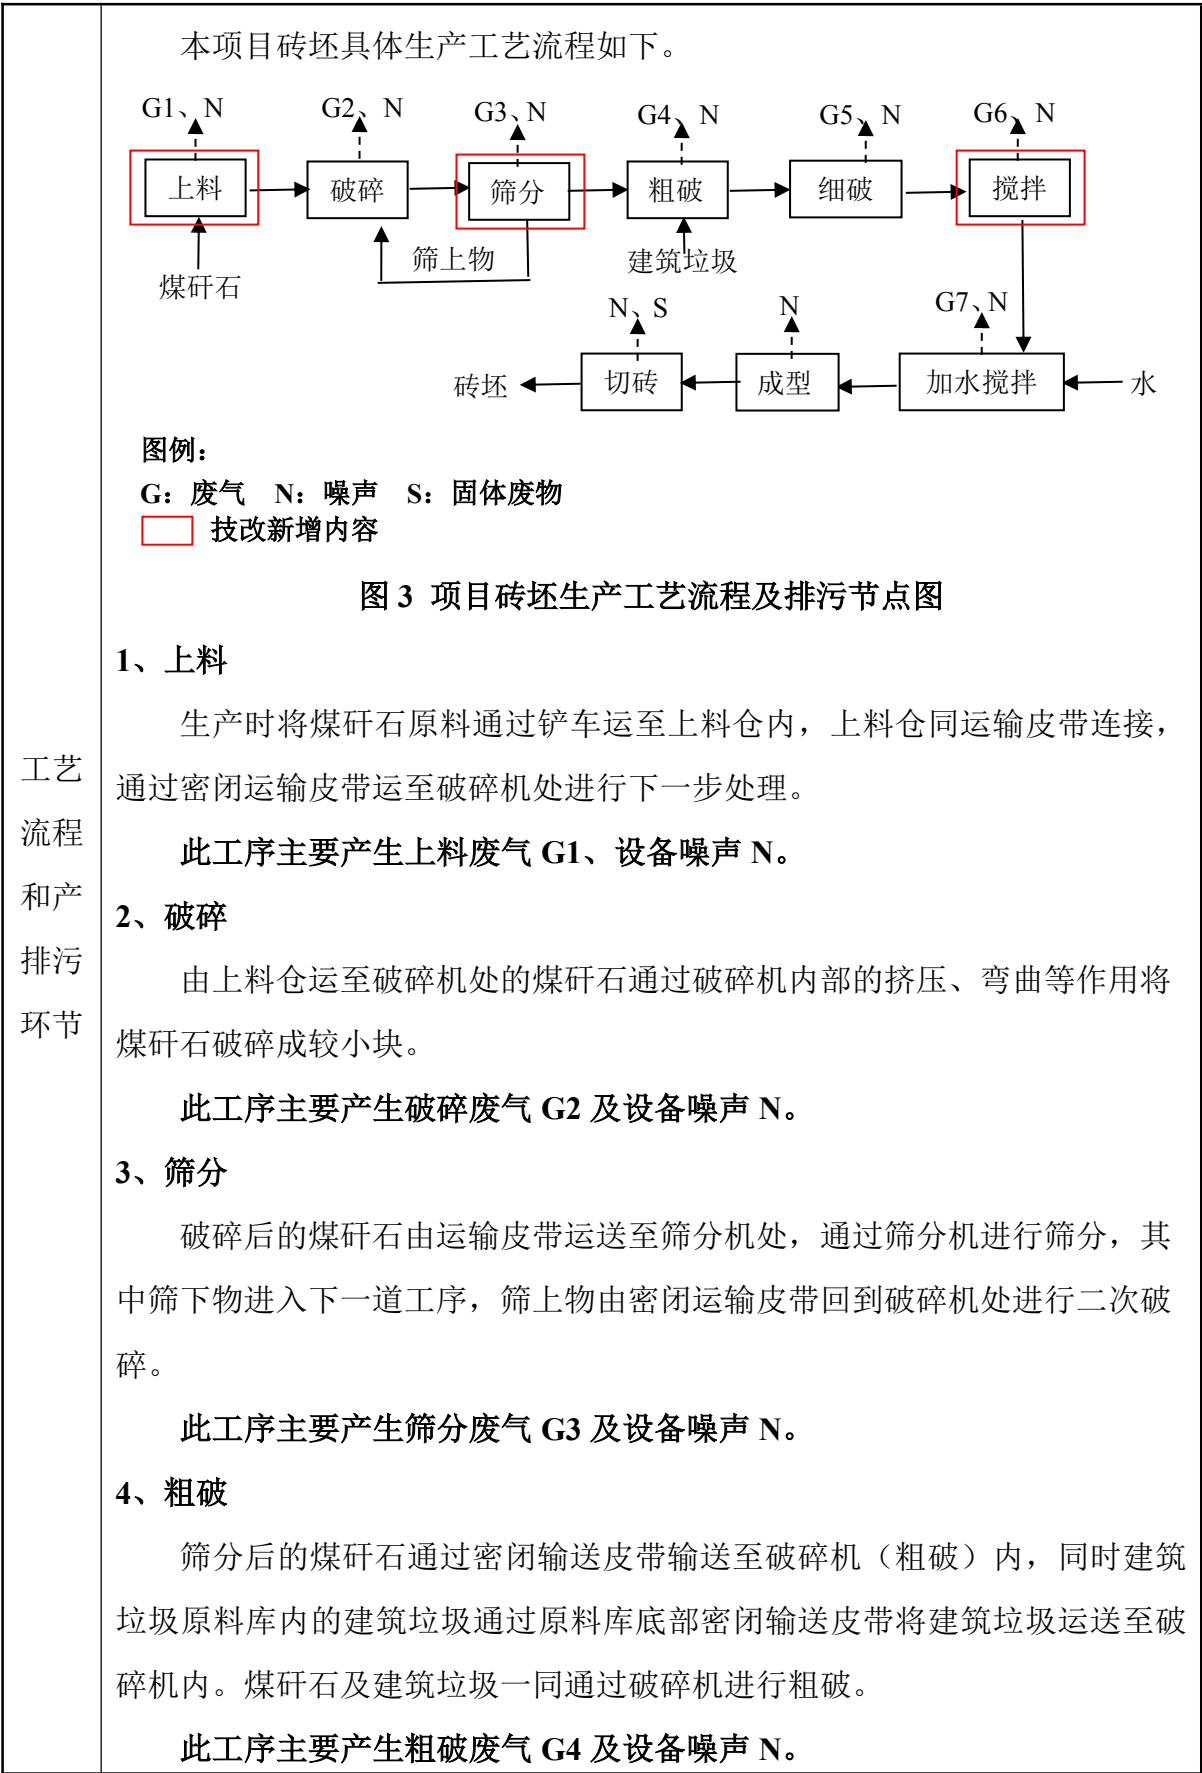 本项目砖坯具体生产工艺流程如下。
G1、N G2、N G3、N G4、N G5、N G6、N
上料 破碎 筛分 粗破 细破 搅拌
筛上物 建筑垃圾
煤矸石
N、S N G7、N
砖坯 切砖 成型 加水搅拌 水
图例：
G：废气 N：噪声 S：固体废物
技改新增内容
图 3 项目砖坯生产工艺流程及排污节点图
工艺
流程
和产
排污
环节
1、上料
生产时将煤矸石原料通过铲车运至上料仓内，上料仓同运输皮带连接，
通过密闭运输皮带运至破碎机处进行下一步处理。
此工序主要产生上料废气 G1、设备噪声 N。
2、破碎
由上料仓运至破碎机处的煤矸石通过破碎机内部的挤压、弯曲等作用将
煤矸石破碎成较小块。
此工序主要产生破碎废气 G2 及设备噪声 N。
3、筛分
破碎后的煤矸石由运输皮带运送至筛分机处，通过筛分机进行筛分，其
中筛下物进入下一道工序，筛上物由密闭运输皮带回到破碎机处进行二次破
碎。
此工序主要产生筛分废气 G3 及设备噪声 N。
4、粗破
筛分后的煤矸石通过密闭输送皮带输送至破碎机（粗破）内，同时建筑
垃圾原料库内的建筑垃圾通过原料库底部密闭输送皮带将建筑垃圾运送至破
碎机内。煤矸石及建筑垃圾一同通过破碎机进行粗破。
此工序主要产生粗破废气 G4 及设备噪声 N。